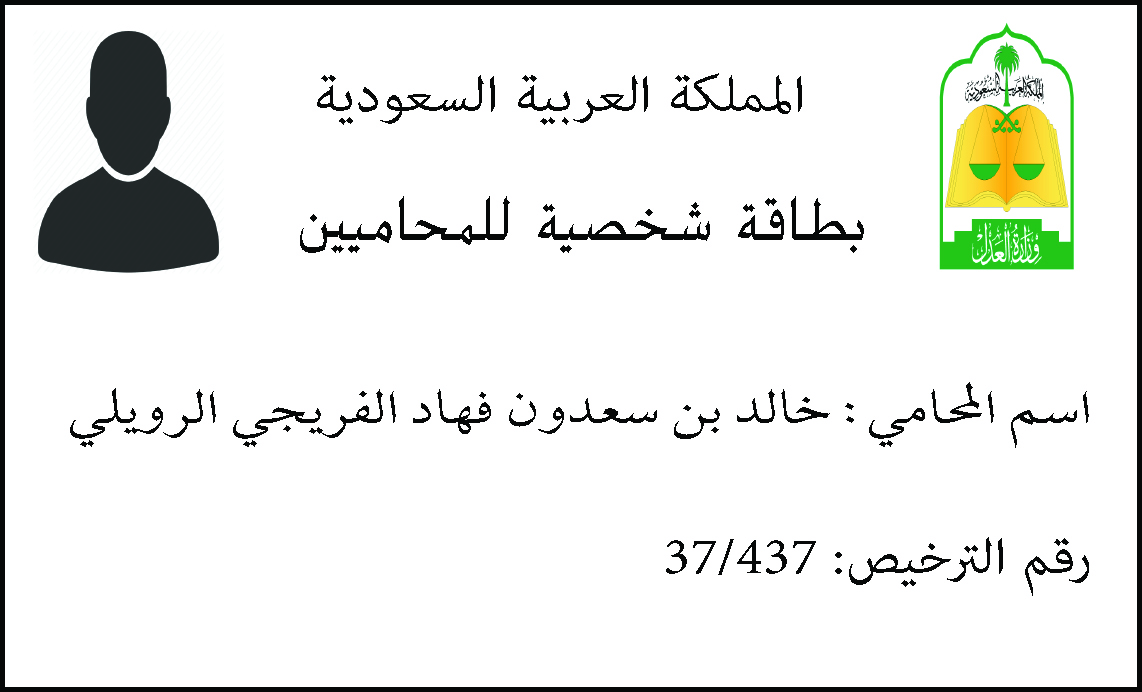 المملكة العربية السعودية
بطاقة شخصية للمحاميين
المملكة العربية السعودية
وزارة العدل
اسم المحامي : خالد بن سعدون فهاد الفريجي الرويلي
رقم الترخيص: 37/437